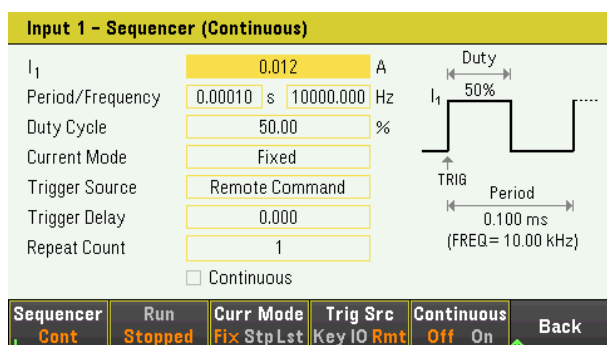 Input 1 – Sequencer (Continuous)
I1 0.012 A
Period/Frequency 0.00010 s 10000.000 Hz
Duty Cycle 50.00 %
Current Mode Fixed
Trigger Source Remote Command
Trigger Delay 0.000
Repeat Count 1
Continuous
Duty
I1 50%
TRIG
Period
0.100 ms
(FREQ= 10.00 kHz)
Sequencer Run Curr Mode Trig Src Continuous Back
Cont Stopped Fix Stp Lst Key IO Rmt Off On